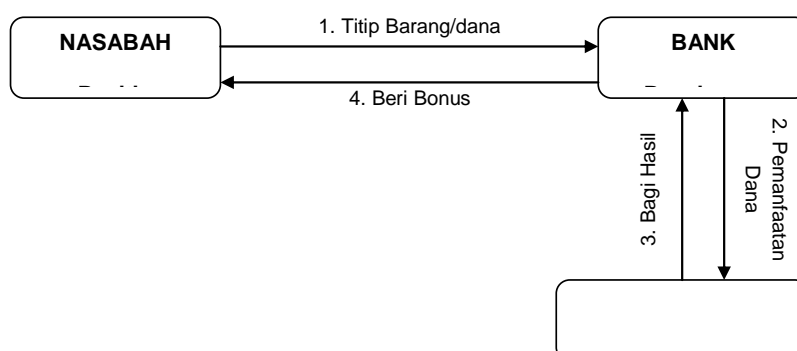 NASABAH
1. Titip Barang/dana
BANK
4. Beri Bonus
3. Bagi Hasil
2. Pemanfaatan
Dana